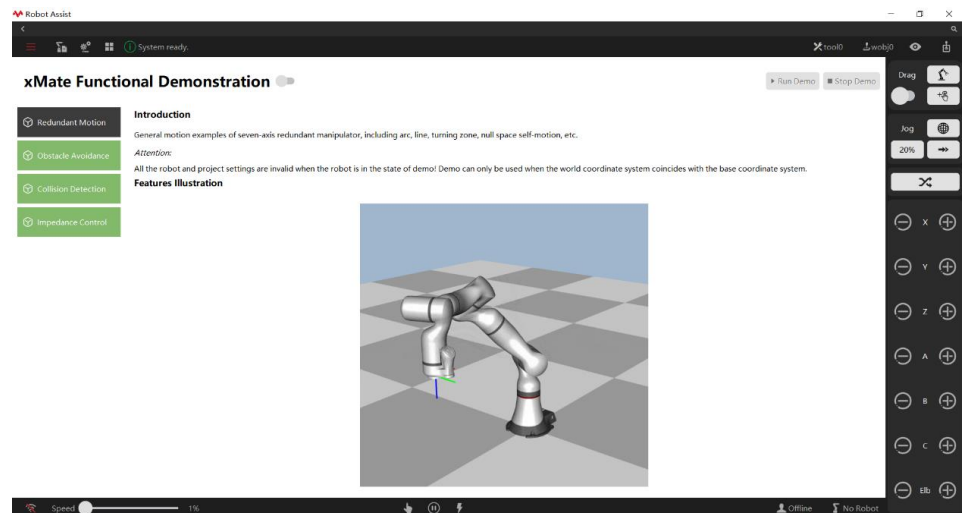 Robot Assist
System ready.
tool0
wobj0
xMate Functional Demonstration
Run Demo
Stop Demo
Drag
Redundant Motion
Obstacle Avoidance
Collision Detection
Impedance Control
Introduction
General motion examples of seven-axis redundant manipulator, including arc, line, turning zone, null space self-motion, etc.
Attention:
All the robot and project settings are invalid when the robot is in the state of demo! Demo can only be used when the world coordinate system coincides with the base coordinate system.
Features Illustration
Jog
20%
X
Y
Z
A
B
C
Elb
Speed
1%
Offline
No Robot